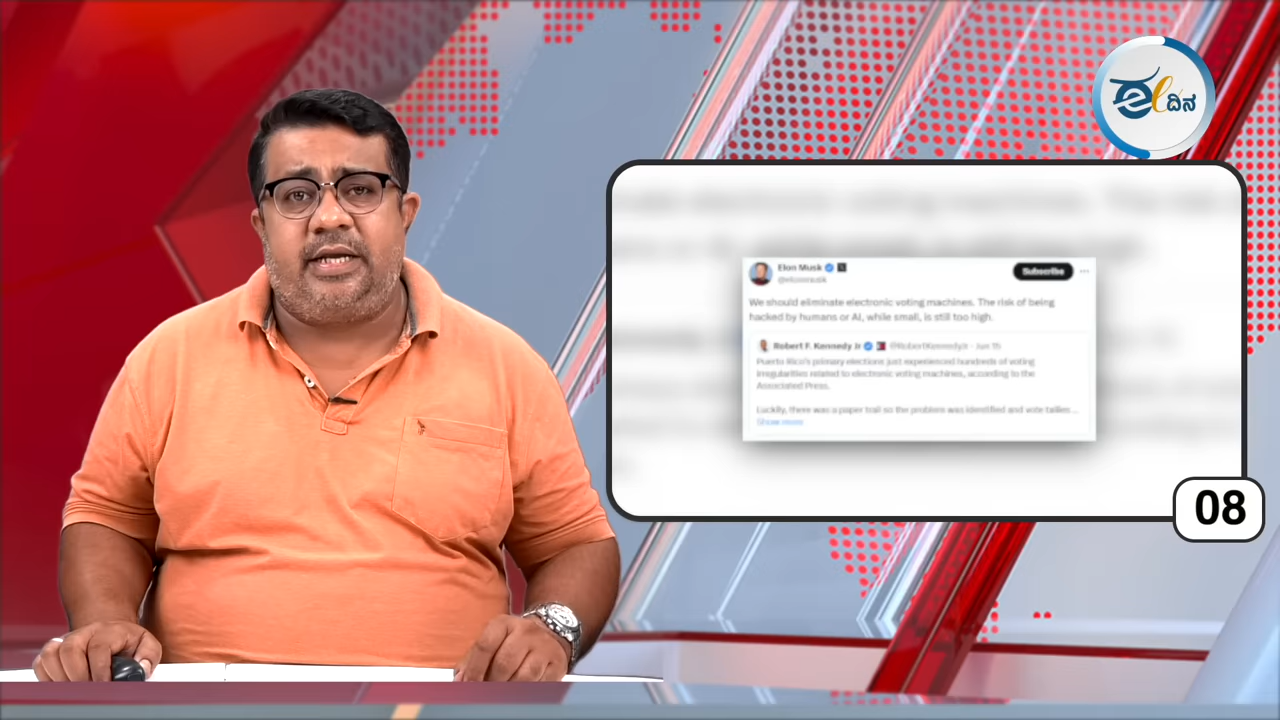 ಈ ದಿನ
Elon Musk
@elonmusk
Subscribe
We should eliminate electronic voting machines. The risk of being
hacked by humans or AI, while small, is still too high.
Robert F. Kennedy Jr @RobertKennedyJr · Jun 15
Puerto Rico's primary elections just experienced hundreds of voting
irregularities related to electronic voting machines, according to the
Associated Press.
Luckily, there was a paper trail so the problem was identified and vote tallies ...
Show more
08